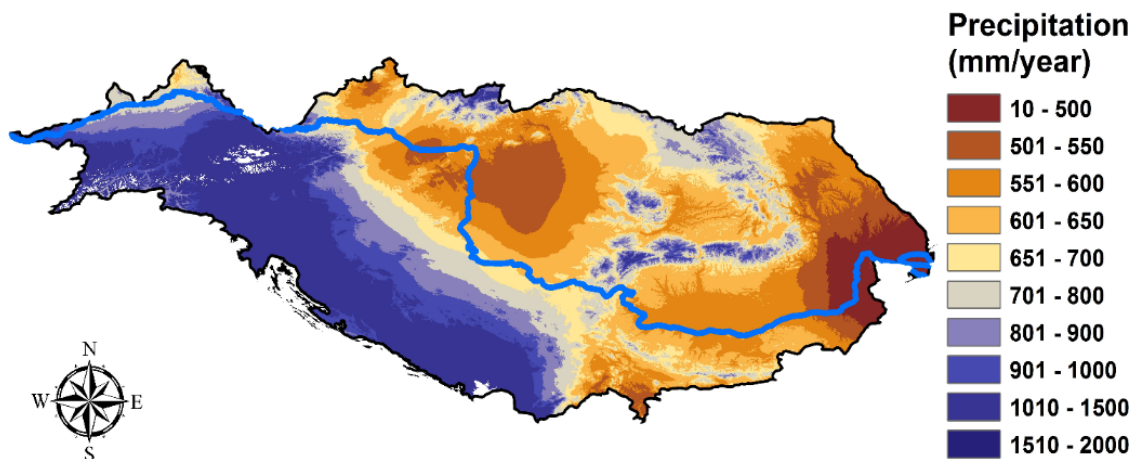 Precipitation
(mm/year)
10 - 500
501 - 550
551 - 600
601 - 650
651 - 700
701 - 800
801 - 900
901 - 1000
1010 - 1500
1510 - 2000
N
W E
S